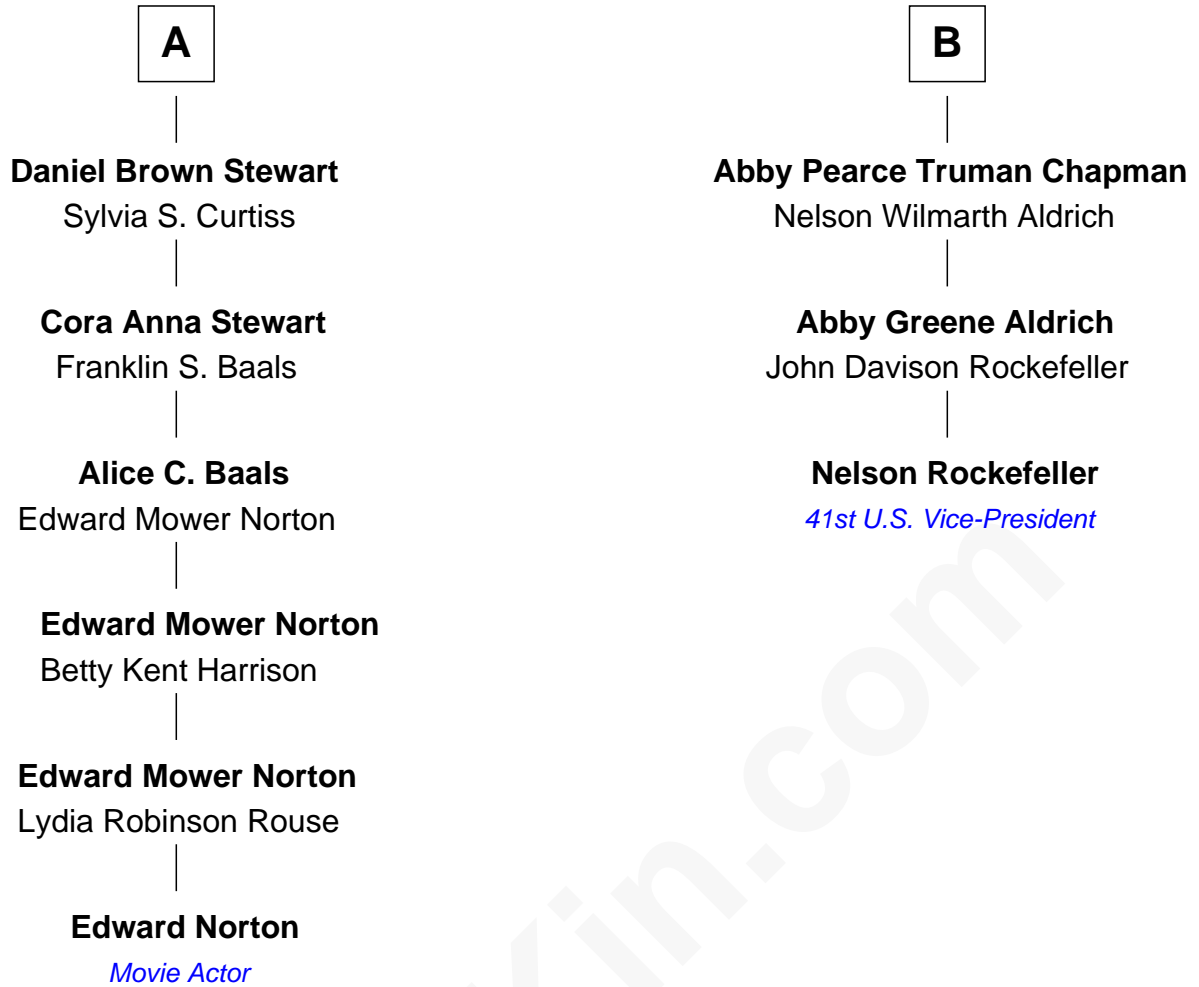 A
Daniel Brown Stewart
Sylvia S. Curtiss
Cora Anna Stewart
Franklin S. Baals
Alice C. Baals
Edward Mower Norton
Edward Mower Norton
Betty Kent Harrison
Edward Mower Norton
Lydia Robinson Rouse
Edward Norton
Movie Actor
B
Abby Pearce Truman Chapman
Nelson Wilmarth Aldrich
Abby Greene Aldrich
John Davison Rockefeller
Nelson Rockefeller
41st U.S. Vice-President
in.com